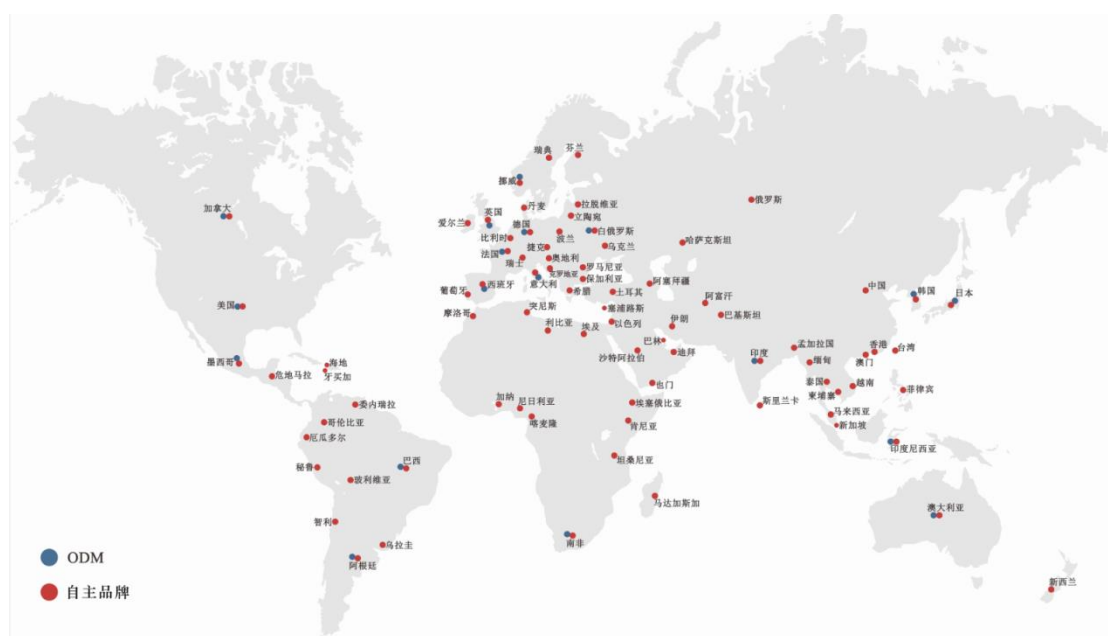 瑞典
芬兰
挪威
俄罗斯
加拿大
英国
丹麦
拉脱维亚
爱尔兰
德国
立陶宛
白俄罗斯
比利时
波兰
乌克兰
哈萨克斯坦
法国
捷克
瑞士
奥地利
克罗地亚
罗马尼亚
保加利亚
阿塞拜疆
西班牙
意大利
希腊
土耳其
葡萄牙
阿富汗
中国
韩国
日本
美国
摩洛哥
突尼斯
塞浦路斯
利比亚
埃及
以色列
伊朗
巴基斯坦
巴林
迪拜
沙特阿拉伯
印度
孟加拉国
缅甸
香港
澳门
台湾
墨西哥
海地
牙买加
危地马拉
也门
泰国
越南
柬埔寨
菲律宾
委内瑞拉
加纳
尼日利亚
喀麦隆
埃塞俄比亚
斯里兰卡
马来西亚
新加坡
哥伦比亚
厄瓜多尔
肯尼亚
印度尼西亚
秘鲁
巴西
玻利维亚
坦桑尼亚
马达加斯加
智利
乌拉圭
阿根廷
南非
澳大利亚
新西兰
ODM
自主品牌